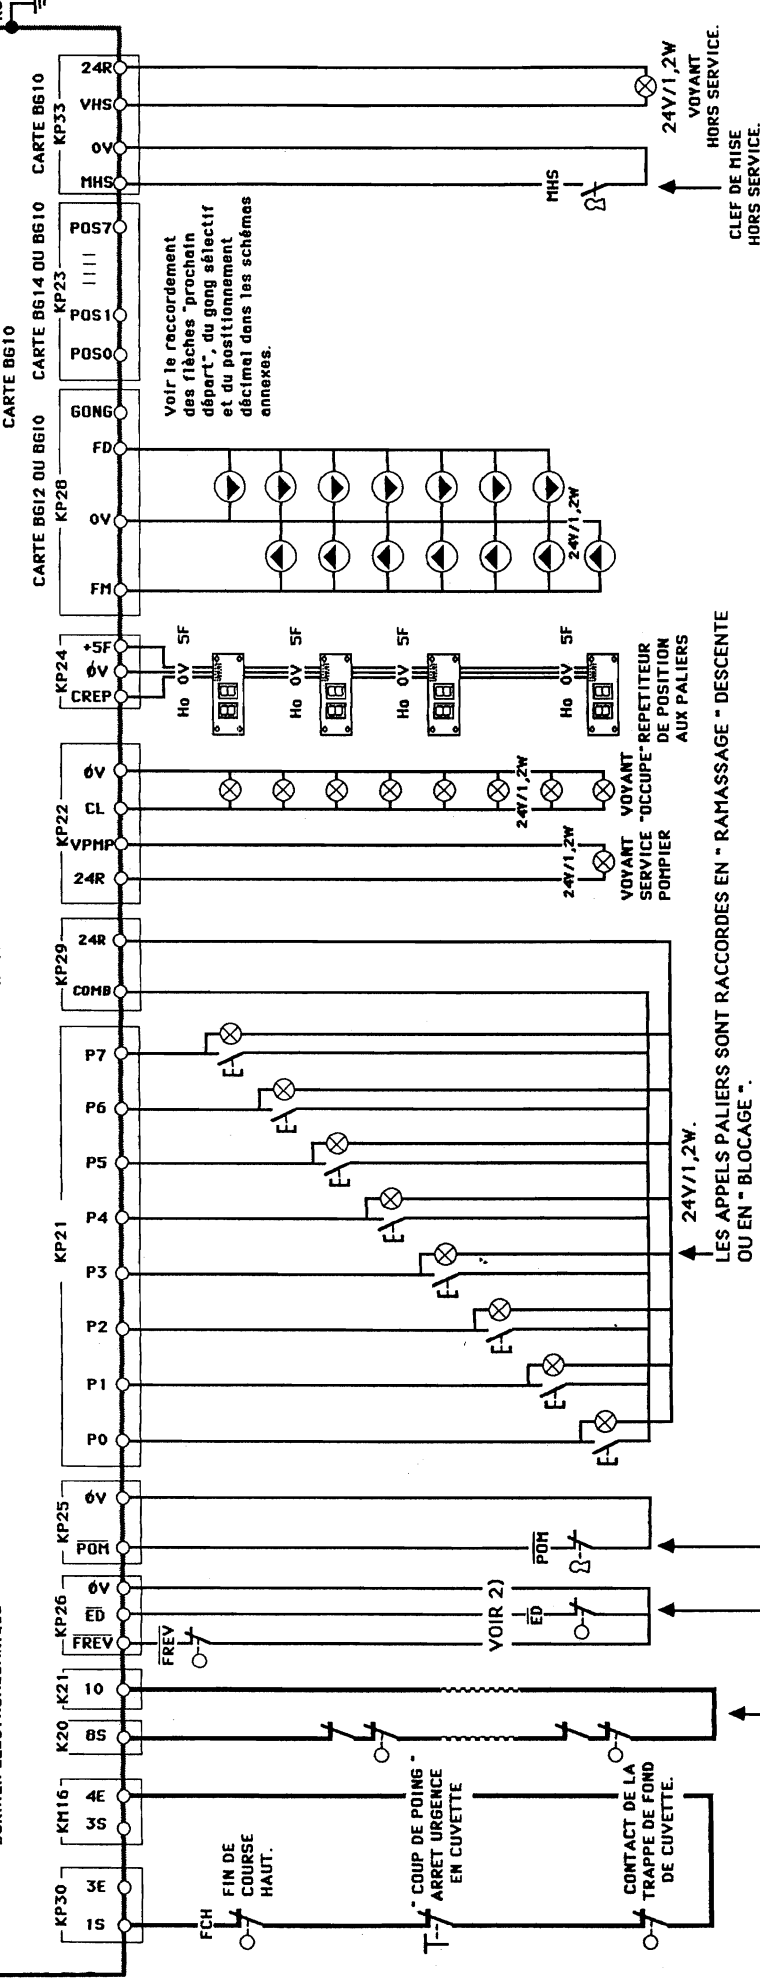 CARTE BG10
CARTE BG10
KP33
24R
VHS
0V
MHS
24V/1,2W
VOYANT
HORS SERVICE.
MHS
CLEF DE MISE
HORS SERVICE.
CARTE BG14 OU BG10
KP23
POS7
POS1
POS0
Voir le raccordement
des flèches "prochain
départ", du gong sélectif
et du positionnement
décimal dans les schémas
annexes.
CARTE BG12 OU BG10
KP28
GONG
FD
0V
FM
24V/1,2W
KP24
+5F
ØV
CREP
Ho 0V 5F
Ho 0V 5F
Ho 0V 5F
Ho 0V 5F
REPETITEUR
DE POSITION
AUX PALIERS
KP22
ØV
CL
VPMP
24R
24V/1,2W
VOYANT
"OCCUPE"
24V/1,2W
VOYANT
SERVICE
POMPIER
KP29
24R
COMB
KP21
P7
P6
P5
P4
P3
P2
P1
P0
24V/1,2W.
LES APPELS PALIERS SONT RACCORDES EN " RAMASSAGE " DESCENTE
OU EN " BLOCAGE ".
KP25
ØV
POM
POM
KP26
ØV
ED
FREV
FREV
VOIR 2)
ED
K21
10
K20
8S
KM16
4E
3S
KP30
3E
1S
FCH
FIN DE
COURSE
HAUT.
" COUP DE POING "
ARRET URGENCE
EN CUVETTE
CONTACT DE LA
TRAPPE DE FOND
DE CUVETTE.